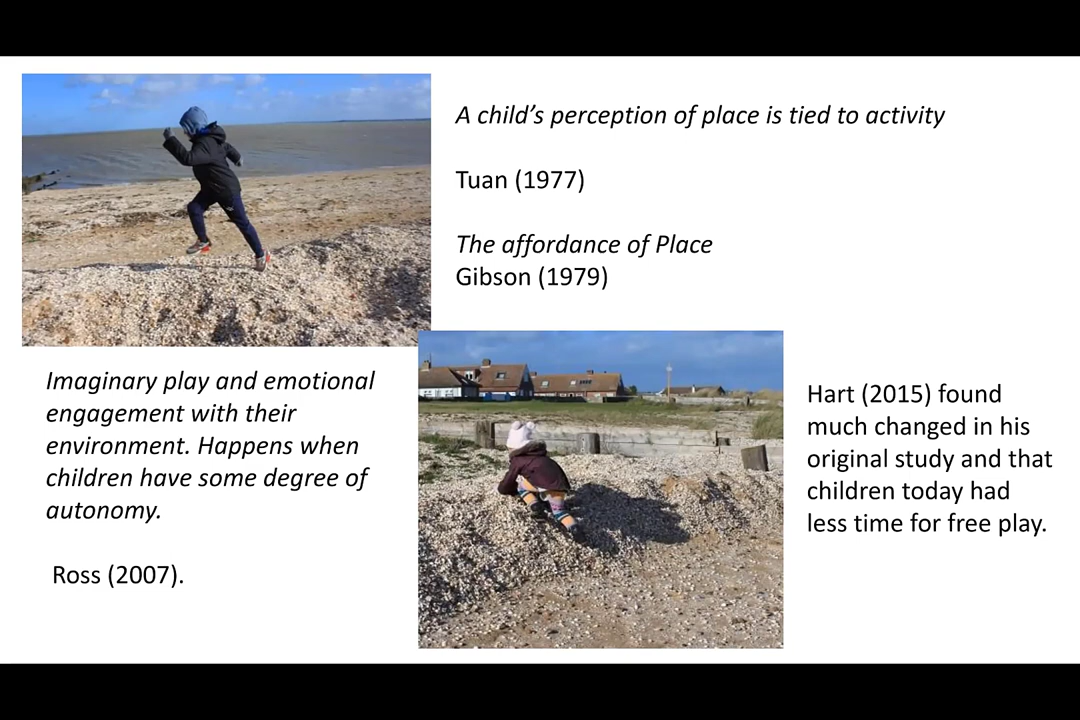 A child’s perception of place is tied to activity
Tuan (1977)
The affordance of Place
Gibson (1979)
Imaginary play and emotional
engagement with their
environment. Happens when
children have some degree of
autonomy.
Ross (2007).
Hart (2015) found
much changed in his
original study and that
children today had
less time for free play.